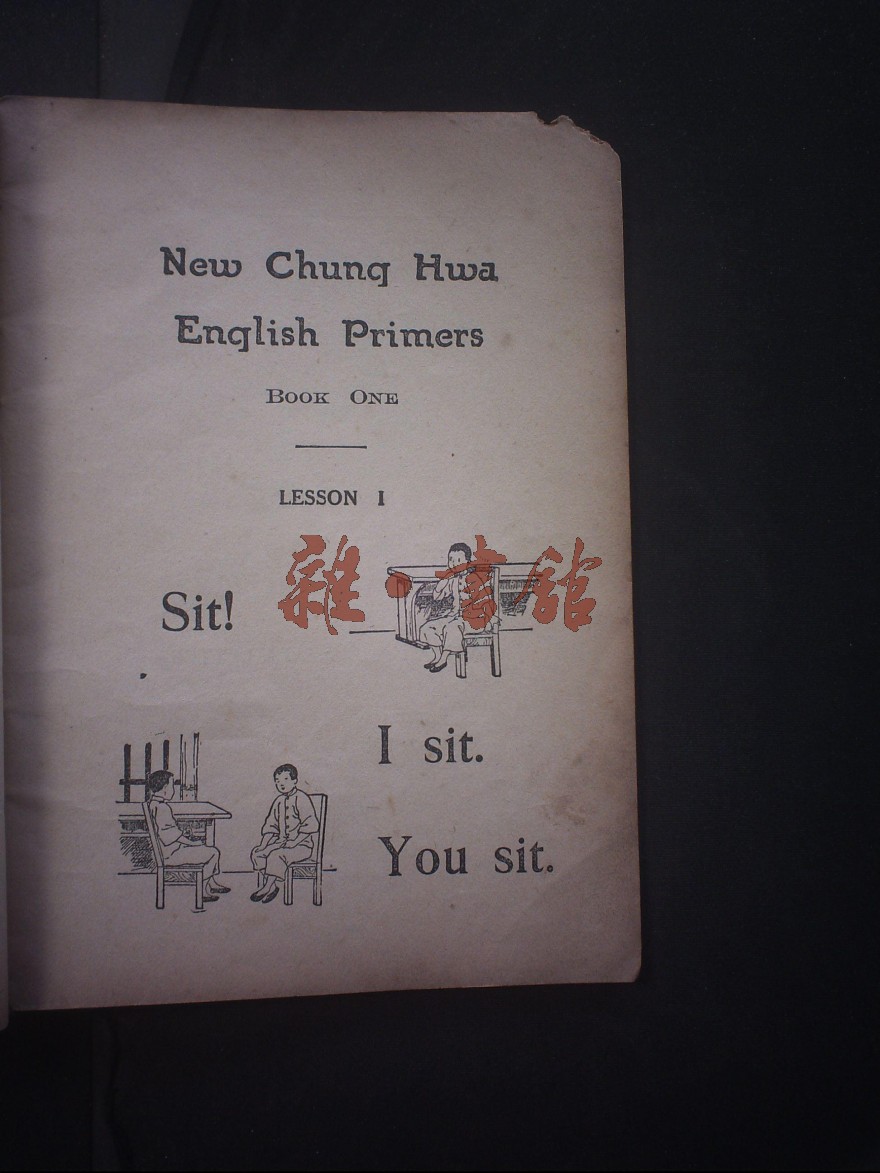 New Chung Hwa
English Primers
BOOK ONE
LESSON I
Sit!
雜·書館
I sit.
You sit.